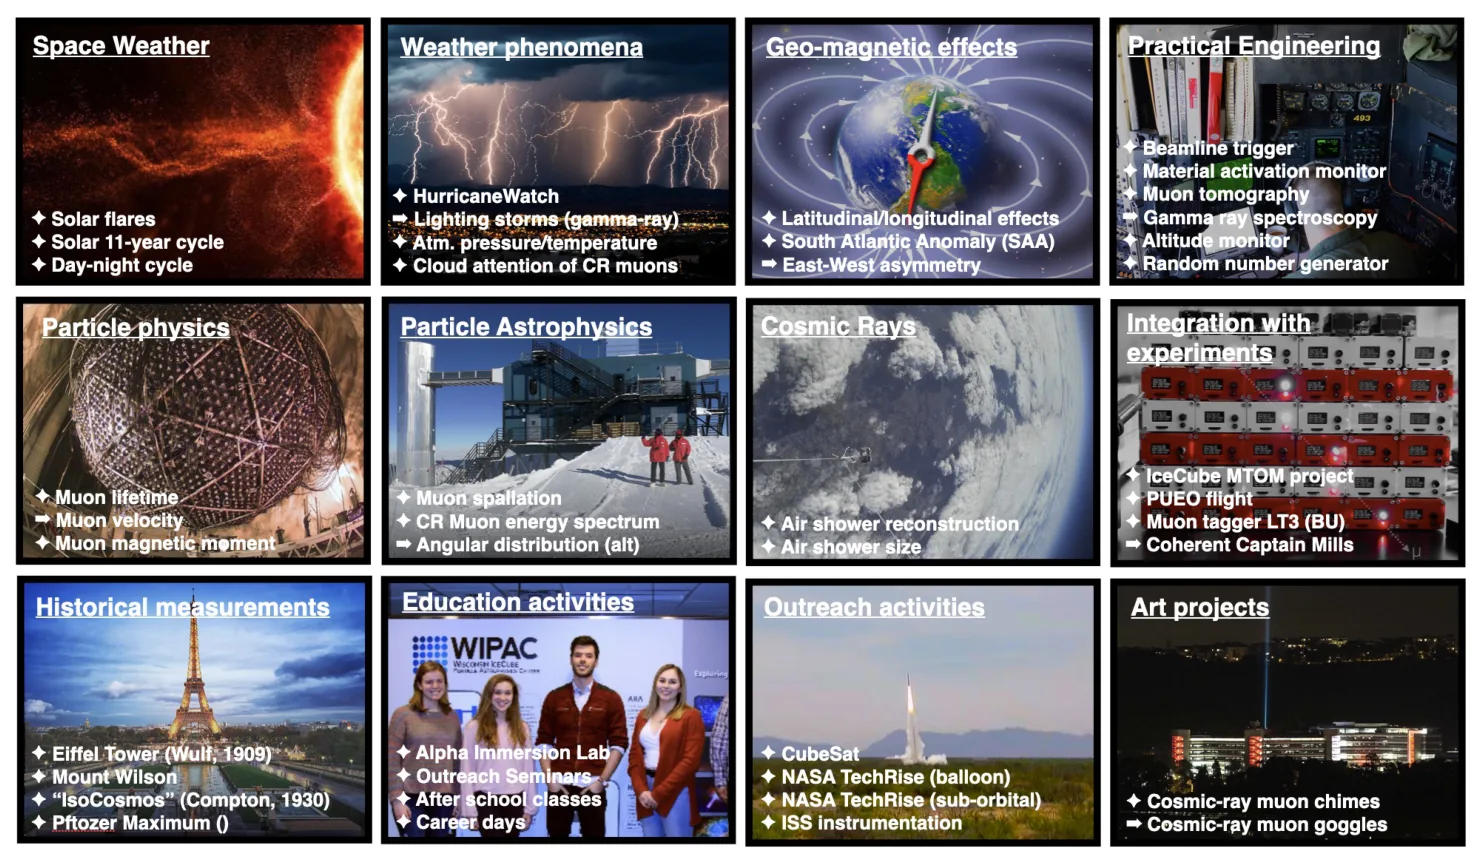 Space Weather
✦ Solar flares
✦ Solar 11-year cycle
✦ Day-night cycle
Weather phenomena
✦ HurricaneWatch
➡ Lighting storms (gamma-ray)
✦ Atm. pressure/temperature
✦ Cloud attention of CR muons
Geo-magnetic effects
✦ Latitudinal/longitudinal effects
✦ South Atlantic Anomaly (SAA)
➡ East-West asymmetry
Practical Engineering
493
✦ Beamline trigger
✦ Material activation monitor
✦ Muon tomography
➡ Gamma ray spectroscopy
✦ Altitude monitor
✦ Random number generator
Particle physics
✦ Muon lifetime
➡ Muon velocity
✦ Muon magnetic moment
Particle Astrophysics
✦ Muon spallation
✦ CR Muon energy spectrum
➡ Angular distribution (alt)
Cosmic Rays
✦ Air shower reconstruction
✦ Air shower size
Integration with
experiments
✦ IceCube MTOM project
✦ PUEO flight
✦ Muon tagger LT3 (BU)
➡ Coherent Captain Mills
μ
Historical measurements
✦ Eiffel Tower (Wulf, 1909)
✦ Mount Wilson
✦ “IsoCosmos” (Compton, 1930)
✦ Pftozer Maximum ()
Education activities
WIPAC
WISCONSIN ICECUBE
PARTICLE ASTROPHYSICS CENTER
Exploring
✦ Alpha Immersion Lab
✦ Outreach Seminars
✦ After school classes
✦ Career days
Outreach activities
✦ CubeSat
✦ NASA TechRise (balloon)
✦ NASA TechRise (sub-orbital)
✦ ISS instrumentation
Art projects
✦ Cosmic-ray muon chimes
➡ Cosmic-ray muon goggles